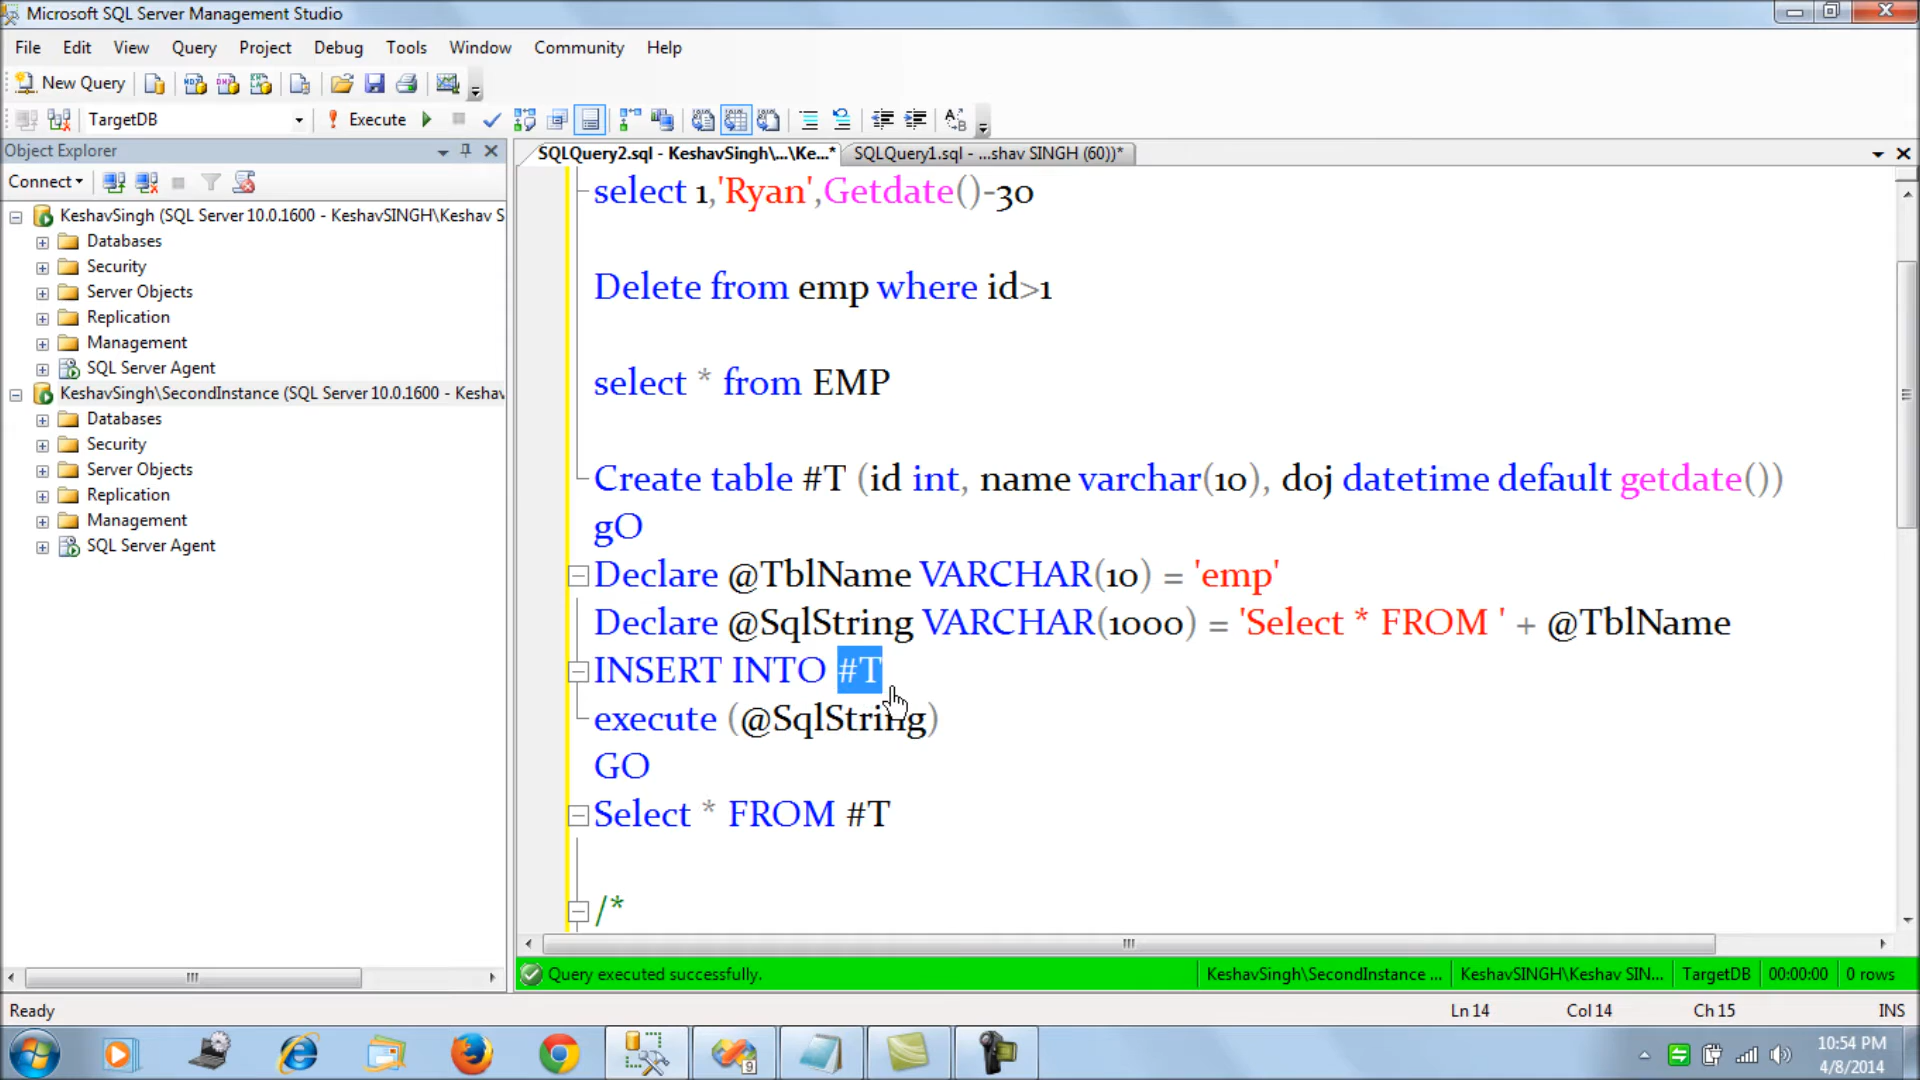 Microsoft SQL Server Management Studio
File Edit View Query Project Debug Tools Window Community Help
New Query
TargetDB Execute
Object Explorer
Connect
KeshavSingh (SQL Server 10.0.1600 - KeshavSINGH\Keshav S
Databases
Security
Server Objects
Replication
Management
SQL Server Agent
KeshavSingh\SecondInstance (SQL Server 10.0.1600 - Keshav
Databases
Security
Server Objects
Replication
Management
SQL Server Agent
SQLQuery2.sql - KeshavSingh\...\Ke...* SQLQuery1.sql - ...shav SINGH (60))*
select 1,'Ryan',Getdate()-30
Delete from emp where id>1
select * from EMP
Create table #T (id int, name varchar(10), doj datetime default getdate())
gO
Declare @TblName VARCHAR(10) = 'emp'
Declare @SqlString VARCHAR(1000) = 'Select * FROM ' + @TblName
INSERT INTO #T
execute (@SqlString)
GO
Select * FROM #T
/*
Query executed successfully. KeshavSingh\SecondInstance ... KeshavSINGH\Keshav SIN... TargetDB 00:00:00 0 rows
Ready Ln 14 Col 14 Ch 15 INS
9
10:54 PM
4/8/2014